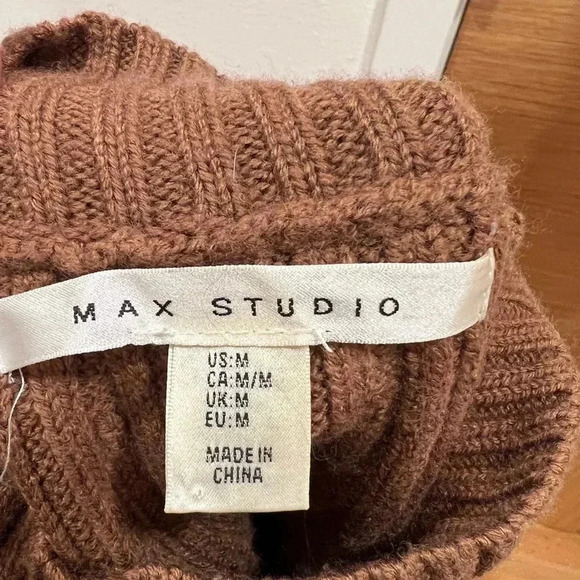 MAX STUDIO
US:M
CA:M/M
UK:M
EU:M
MADE IN
CHINA